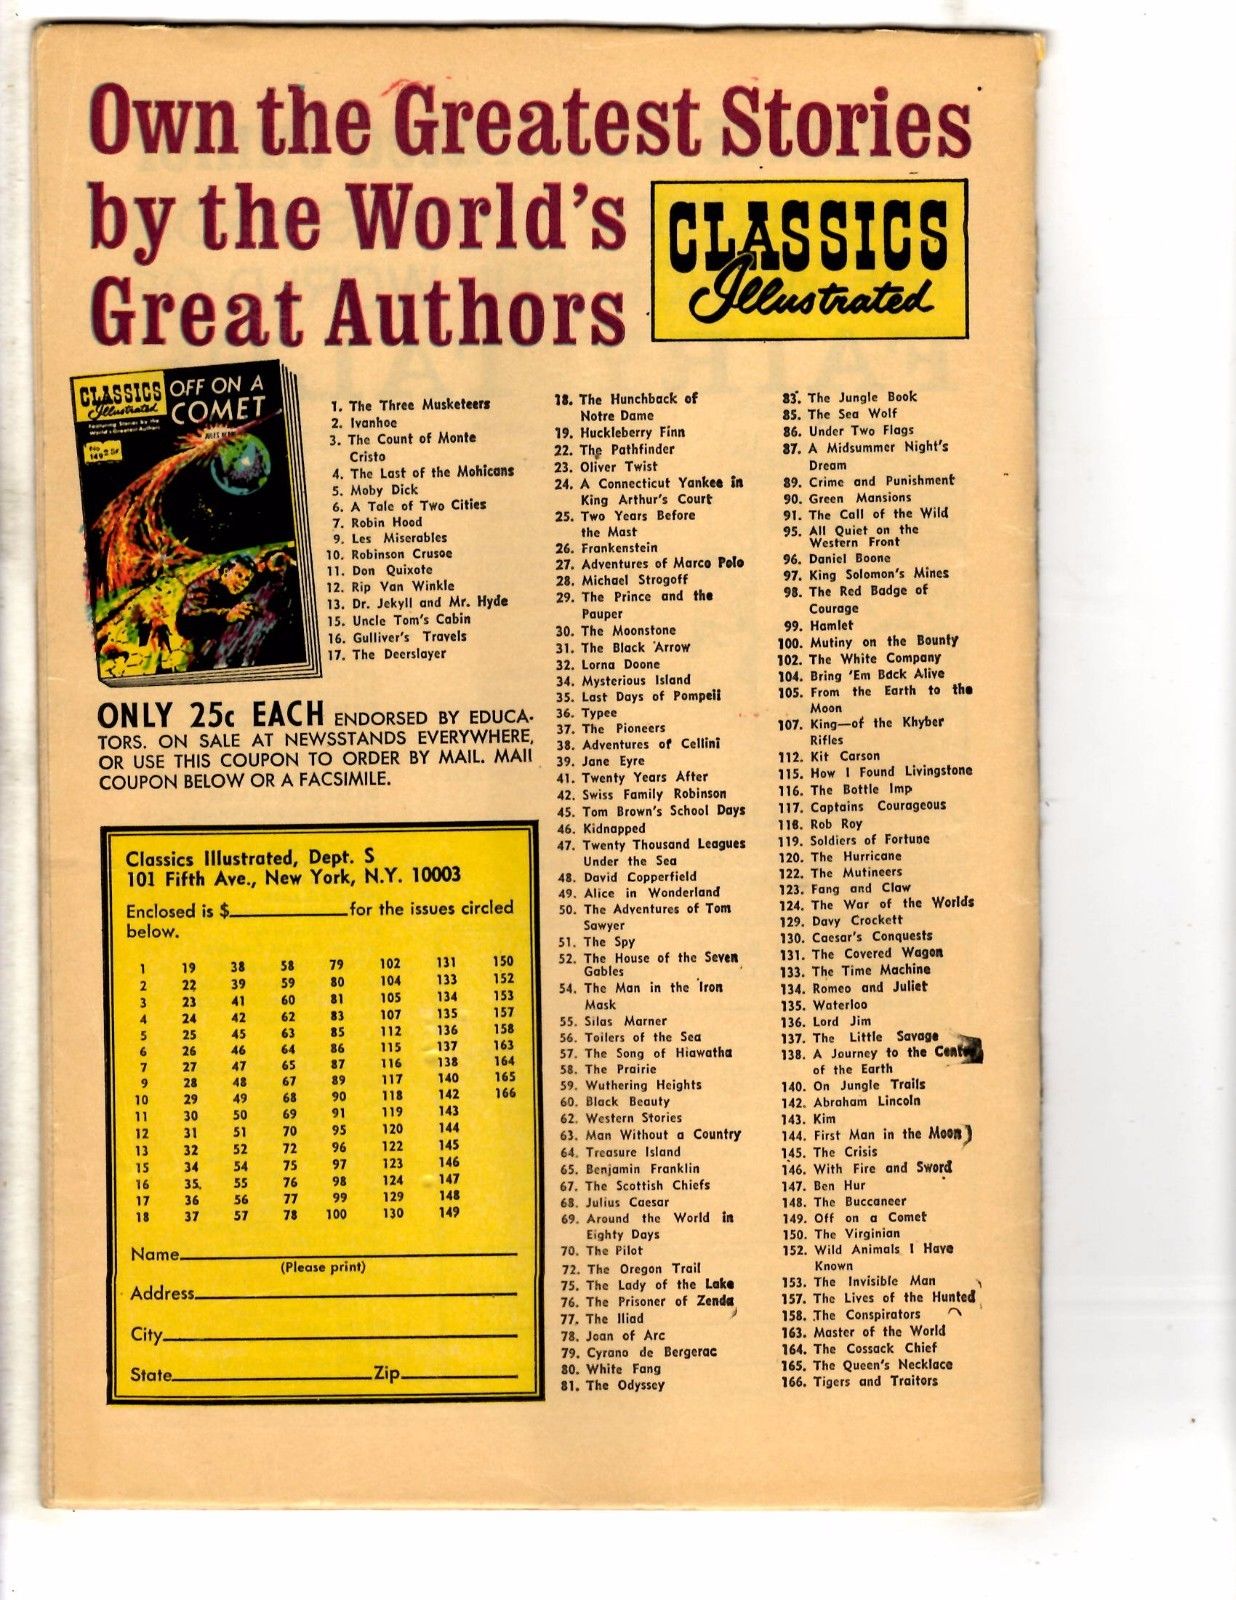 Own the Greatest Stories
by the World's
Great Authors
CLASSICS
Illustrated
CLASSICS
Illustrated
Featuring Stories by the
World's Greatest Authors
OFF ON A
COMET
JULES VERNE
No.
149
1. The Three Musketeers
2. Ivanhoe
3. The Count of Monte
Cristo
4. The Last of the Mohicans
5. Moby Dick
6. A Tale of Two Cities
7. Robin Hood
9. Les Miserables
10. Robinson Crusoe
11. Don Quixote
12. Rip Van Winkle
13. Dr. Jekyll and Mr. Hyde
15. Uncle Tom's Cabin
16. Gulliver's Travels
17. The Deerslayer
ONLY 25c EACH ENDORSED BY EDUCA-
TORS. ON SALE AT NEWSSTANDS EVERYWHERE,
OR USE THIS COUPON TO ORDER BY MAIL. MAIL
COUPON BELOW OR A FACSIMILE.
Classics Illustrated, Dept. S
101 Fifth Ave., New York, N.Y. 10003
Enclosed is $____________for the issues circled
below.
1 19 38 58 79 102 131 150
2 22 39 59 80 104 133 152
3 23 41 60 81 105 134 153
4 24 42 62 83 107 135 157
5 25 45 63 85 112 136 158
6 26 46 64 86 115 137 163
7 27 47 65 87 116 138 164
9 28 48 67 89 117 140 165
10 29 49 68 90 118 142 166
11 30 50 69 91 119 143
12 31 51 70 95 120 144
13 32 52 72 96 122 145
15 34 54 75 97 123 146
16 35 55 76 98 124 147
17 36 56 77 99 129 148
18 37 57 78 100 130 149
Name
(Please print)
Address
City
State Zip
18. The Hunchback of
Notre Dame
19. Huckleberry Finn
22. The Pathfinder
23. Oliver Twist
24. A Connecticut Yankee in
King Arthur's Court
25. Two Years Before
the Mast
26. Frankenstein
27. Adventures of Marco Polo
28. Michael Strogoff
29. The Prince and the
Pauper
30. The Moonstone
31. The Black Arrow
32. Lorna Doone
34. Mysterious Island
35. Last Days of Pompeii
36. Typee
37. The Pioneers
38. Adventures of Cellini
39. Jane Eyre
41. Twenty Years After
42. Swiss Family Robinson
45. Tom Brown's School Days
46. Kidnapped
47. Twenty Thousand Leagues
Under the Sea
48. David Copperfield
49. Alice in Wonderland
50. The Adventures of Tom
Sawyer
51. The Spy
52. The House of the Seven
Gables
54. The Man in the Iron
Mask
55. Silas Marner
56. Toilers of the Sea
57. The Song of Hiawatha
58. The Prairie
59. Wuthering Heights
60. Black Beauty
62. Western Stories
63. Man Without a Country
64. Treasure Island
65. Benjamin Franklin
67. The Scottish Chiefs
68. Julius Caesar
69. Around the World in
Eighty Days
70. The Pilot
72. The Oregon Trail
75. The Lady of the Lake
76. The Prisoner of Zenda
77. The Iliad
78. Joan of Arc
79. Cyrano de Bergerac
80. White Fang
81. The Odyssey
83. The Jungle Book
85. The Sea Wolf
86. Under Two Flags
87. A Midsummer Night's
Dream
89. Crime and Punishment
90. Green Mansions
91. The Call of the Wild
95. All Quiet on the
Western Front
96. Daniel Boone
97. King Solomon's Mines
98. The Red Badge of
Courage
99. Hamlet
100. Mutiny on the Bounty
102. The White Company
104. Bring 'Em Back Alive
105. From the Earth to the
Moon
107. King—of the Khyber
Rifles
112. Kit Carson
115. How I Found Livingstone
116. The Bottle Imp
117. Captains Courageous
118. Rob Roy
119. Soldiers of Fortune
120. The Hurricane
122. The Mutineers
123. Fang and Claw
124. The War of the Worlds
129. Davy Crockett
130. Caesar's Conquests
131. The Covered Wagon
133. The Time Machine
134. Romeo and Juliet
135. Waterloo
136. Lord Jim
137. The Little Savage
138. A Journey to the Center
of the Earth
140. On Jungle Trails
142. Abraham Lincoln
143. Kim
144. First Man in the Moon
145. The Crisis
146. With Fire and Sword
147. Ben Hur
148. The Buccaneer
149. Off on a Comet
150. The Virginian
152. Wild Animals I Have
Known
153. The Invisible Man
157. The Lives of the Hunted
158. The Conspirators
163. Master of the World
164. The Cossack Chief
165. The Queen's Necklace
166. Tigers and Traitors